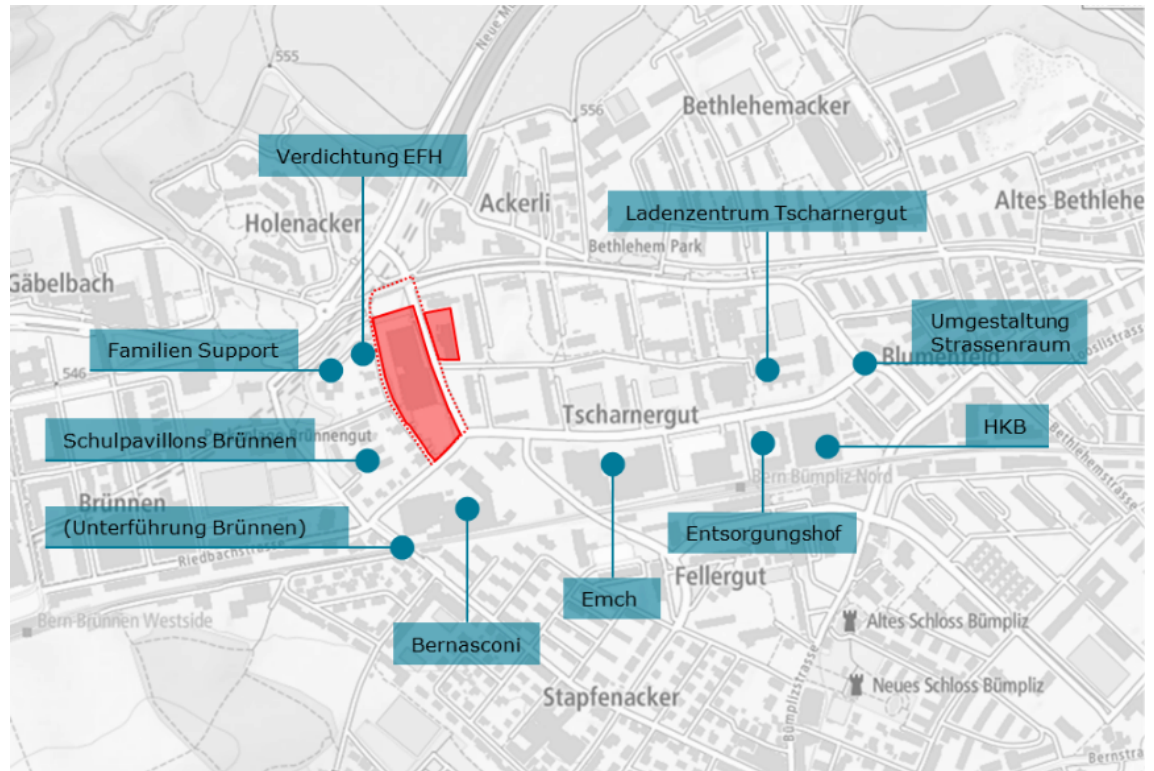 Neue
555
556
Bethlehemacker
Verdichtung EFH
Ackerli
Altes Bethlehe
Ladenzentrum Tscharnergut
Holenacker
Bethlehem Park
Gäbelbach
Umgestaltung
Strassenraum
Familien Support
Blumenfeld
546
Tscharnergut
HKB
Schulpavillons Brünnen
Brünnengut
Bern Bümpliz Nord
Bethlehemstrasse
Brünnen
(Unterführung Brünnen)
Entsorgungshof
Riedbachstrasse
Fellergut
Emch
Bern Brünnen Westside
Altes Schloss Bümpliz
Bernasconi
Neues Schloss Bümpliz
Stapfenacker
Bümplizstrasse
Bernstra